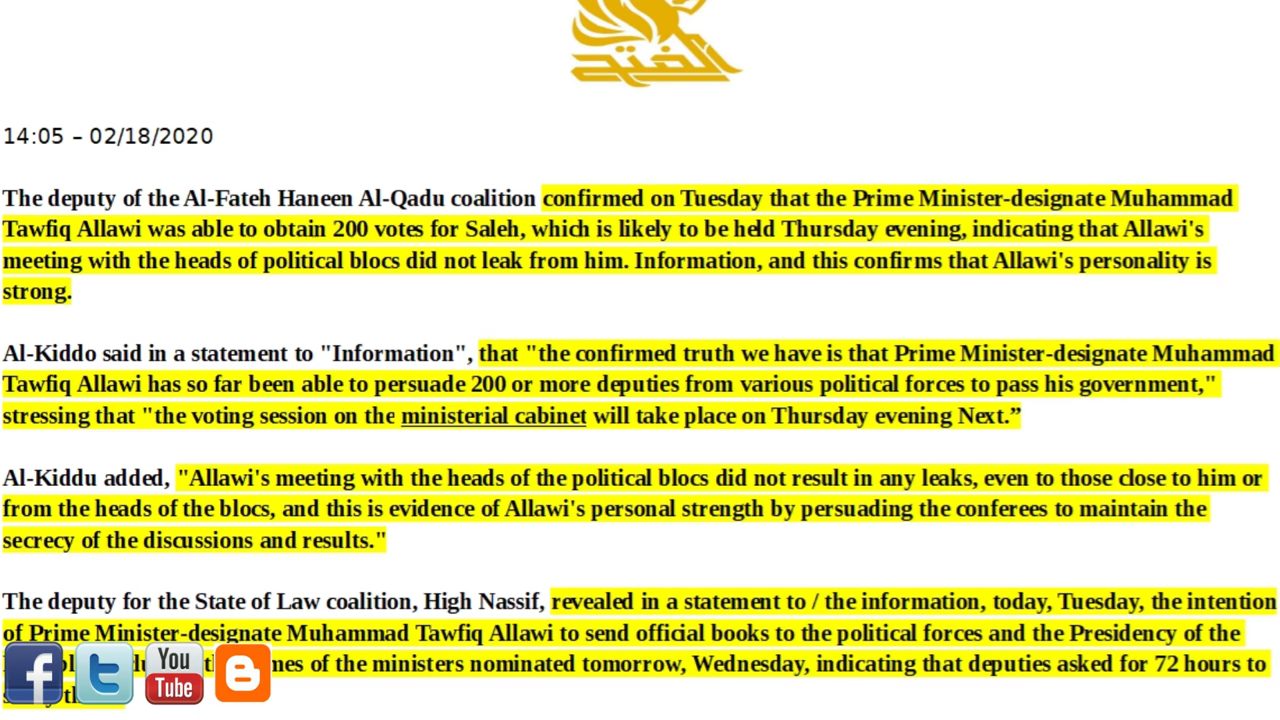 الفتح
14:05 – 02/18/2020
The deputy of the Al-Fateh Haneen Al-Qadu coalition confirmed on Tuesday that the Prime Minister-designate Muhammad
Tawfiq Allawi was able to obtain 200 votes for Saleh, which is likely to be held Thursday evening, indicating that Allawi's
meeting with the heads of political blocs did not leak from him. Information, and this confirms that Allawi's personality is
strong.
Al-Kiddo said in a statement to "Information", that "the confirmed truth we have is that Prime Minister-designate Muhammad
Tawfiq Allawi has so far been able to persuade 200 or more deputies from various political forces to pass his government,"
stressing that "the voting session on the ministerial cabinet will take place on Thursday evening Next.”
Al-Kiddu added, "Allawi's meeting with the heads of the political blocs did not result in any leaks, even to those close to him or
from the heads of the blocs, and this is evidence of Allawi's personal strength by persuading the conferees to maintain the
secrecy of the discussions and results."
The deputy for the State of Law coalition, High Nassif, revealed in a statement to / the information, today, Tuesday, the intention
of Prime Minister-designate Muhammad Tawfiq Allawi to send official books to the political forces and the Presidency of the
of the ministers nominated tomorrow, Wednesday, indicating that deputies asked for 72 hours to
You
Tube